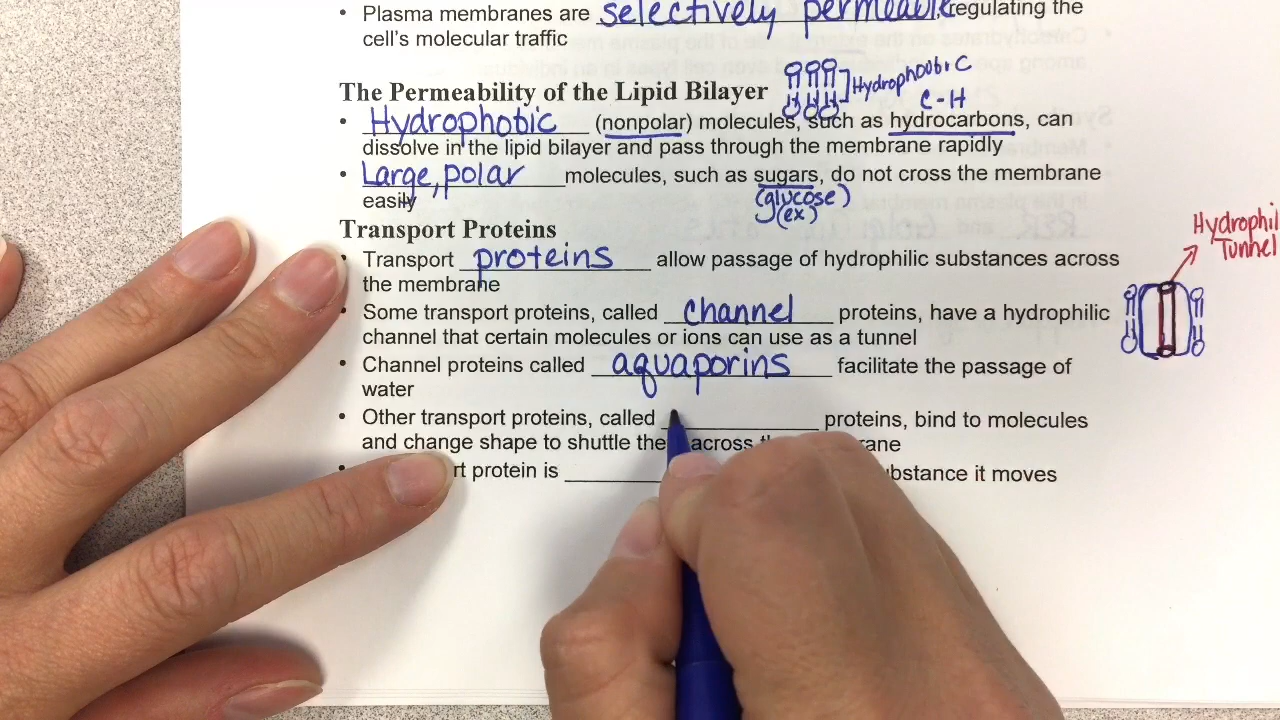 • Plasma membranes are selectively permeable, regulating the
cell's molecular traffic
The Permeability of the Lipid Bilayer
Hydrophobic
C-H
• Hydrophobic (nonpolar) molecules, such as hydrocarbons, can
dissolve in the lipid bilayer and pass through the membrane rapidly
• Large, polar molecules, such as sugars, do not cross the membrane
easily
(glucose)
(ex)
Transport Proteins
Hydrophil
Tunnel
• Transport proteins allow passage of hydrophilic substances across
the membrane
• Some transport proteins, called channel proteins, have a hydrophilic
channel that certain molecules or ions can use as a tunnel
• Channel proteins called aquaporins facilitate the passage of
water
• Other transport proteins, called proteins, bind to molecules
and change shape to shuttle the across
rt protein is it moves